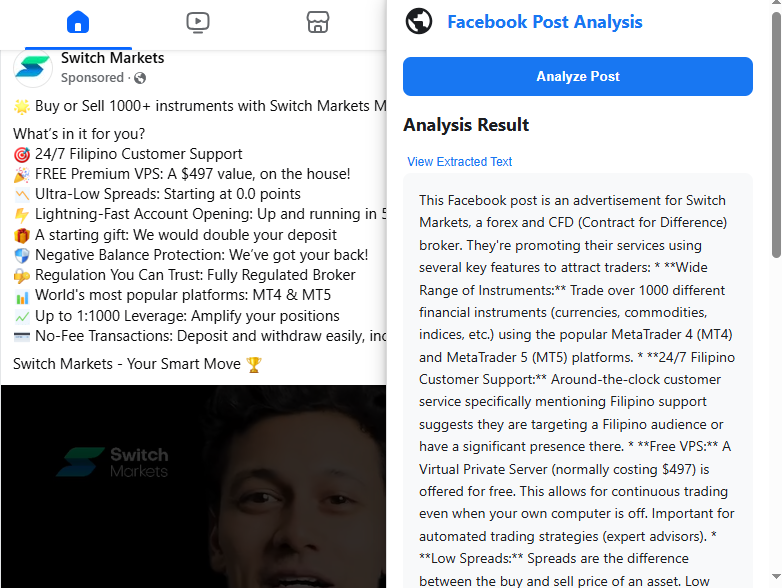 Switch Markets
Sponsored ·
🌟 Buy or Sell 1000+ instruments with Switch Markets M
What's in it for you?
🎯 24/7 Filipino Customer Support
🎉 FREE Premium VPS: A $497 value, on the house!
📉 Ultra-Low Spreads: Starting at 0.0 points
⚡ Lightning-Fast Account Opening: Up and running in 5
🎁 A starting gift: We would double your deposit
🛡️ Negative Balance Protection: We've got your back!
🔐 Regulation You Can Trust: Fully Regulated Broker
📊 World's most popular platforms: MT4 & MT5
📈 Up to 1:1000 Leverage: Amplify your positions
💳 No-Fee Transactions: Deposit and withdraw easily, inc
Switch Markets - Your Smart Move 🏆
Switch
Markets
Facebook Post Analysis
Analyze Post
Analysis Result
View Extracted Text
This Facebook post is an advertisement for Switch
Markets, a forex and CFD (Contract for Difference)
broker. They're promoting their services using
several key features to attract traders: * **Wide
Range of Instruments:** Trade over 1000 different
financial instruments (currencies, commodities,
indices, etc.) using the popular MetaTrader 4 (MT4)
and MetaTrader 5 (MT5) platforms. * **24/7 Filipino
Customer Support:** Around-the-clock customer
service specifically mentioning Filipino support
suggests they are targeting a Filipino audience or
have a significant presence there. * **Free VPS:** A
Virtual Private Server (normally costing $497) is
offered for free. This allows for continuous trading
even when your own computer is off. Important for
automated trading strategies (expert advisors). *
**Low Spreads:** Spreads are the difference
between the buy and sell price of an asset. Low